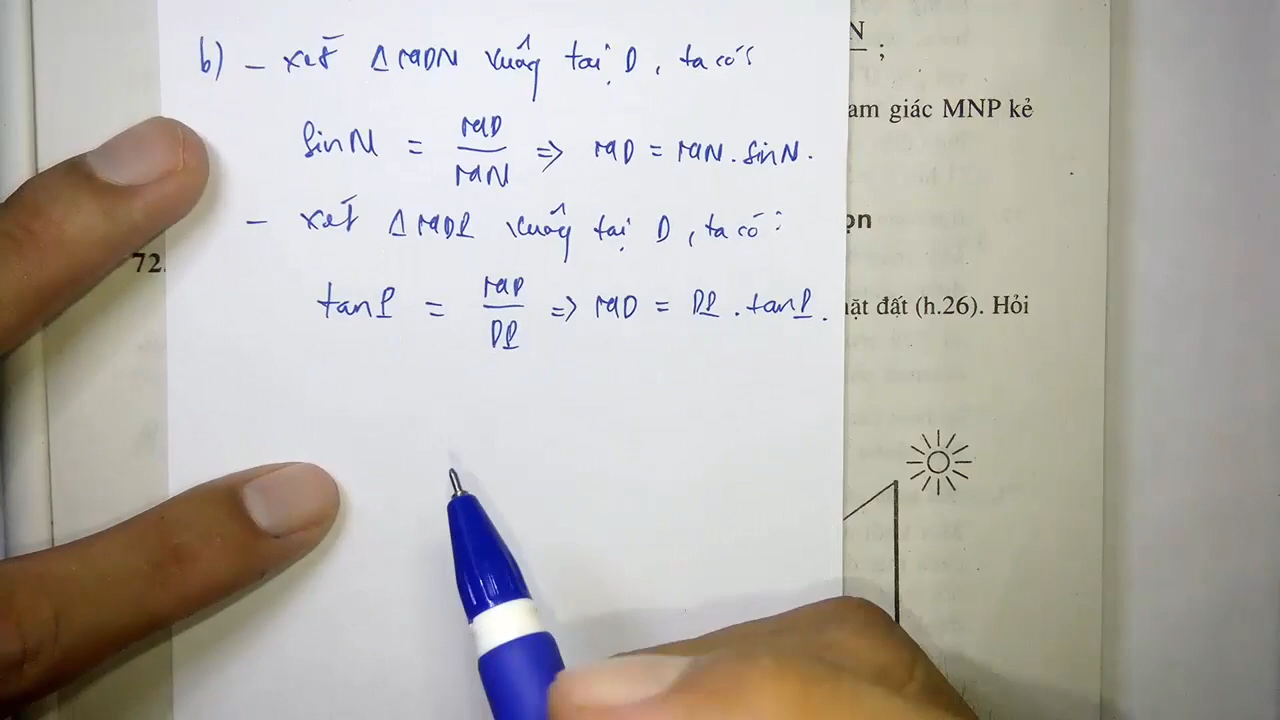 b) – xét ΔMDN vuông tại D, ta có:
sinN = MD/MN => MD = MN.sinN.
– xét ΔMDP vuông tại D, ta có:
tanP = MD/DP => MD = DP.tanP.
N
;
am giác MNP kẻ
ọn
72.
ặt đất (h.26). Hỏi